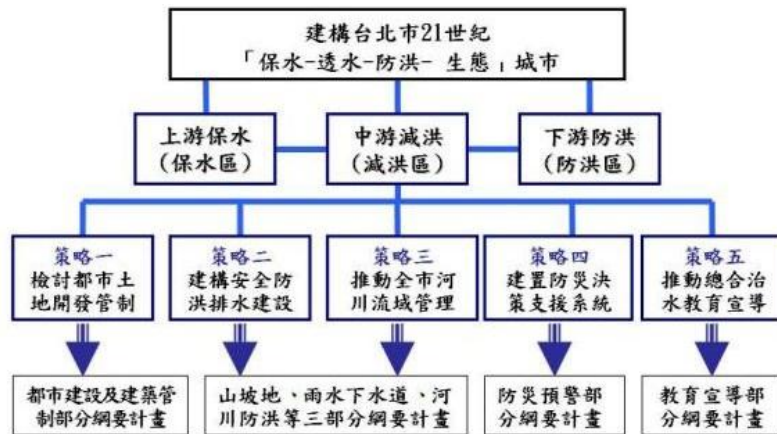 建構台北市21世紀
「保水-透水-防洪- 生態」城市
上游保水
(保水區)
中游減洪
(減洪區)
下游防洪
(防洪區)
策略一
檢討都市土
地開發管制
策略二
建構安全防
洪排水建設
策略三
推動全市河
川流域管理
策略四
建置防災決
策支援系統
策略五
推動總合治
水教育宣導
都市建設及建築管
制部分綱要計畫
山坡地、雨水下水道、河
川防洪等三部分綱要計畫
防災預警部
分綱要計畫
教育宣導部
分綱要計畫